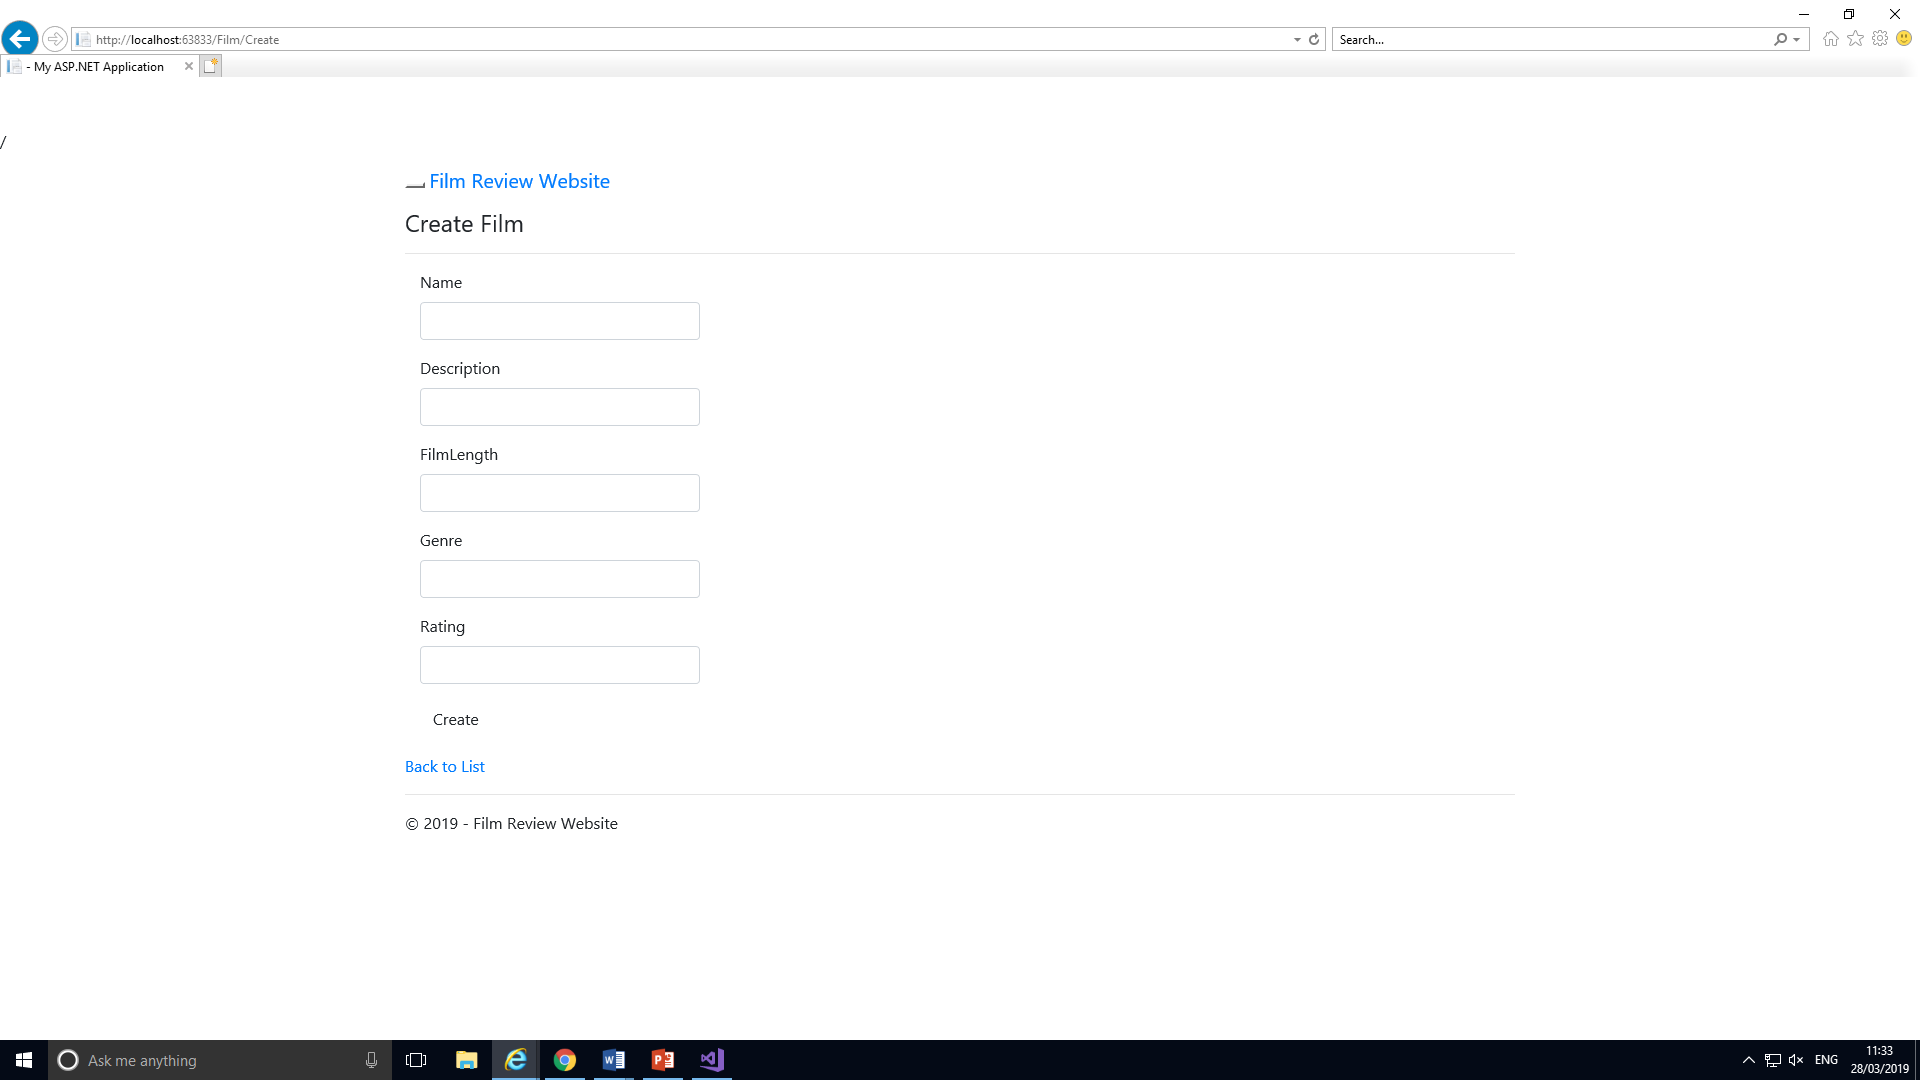 http://localhost:63833/Film/Create
Search...
- My ASP.NET Application
/
Film Review Website
Create Film
Name
Description
FilmLength
Genre
Rating
Create
Back to List
© 2019 - Film Review Website
Ask me anything
ENG
11:33
28/03/2019